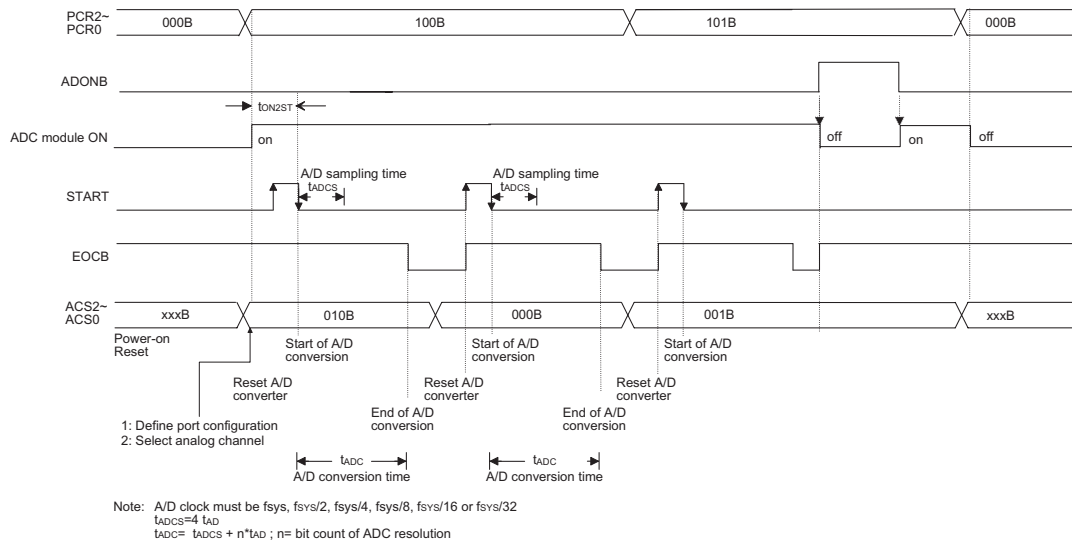 PCR2~
PCR0
000B
100B
101B
000B
ADONB
tON2ST
ADC module ON
on
off
on
off
A/D sampling time
tADCS
A/D sampling time
tADCS
START
EOCB
ACS2~
ACS0
xxxB
010B
000B
001B
xxxB
Power-on
Reset
Start of A/D
conversion
Start of A/D
conversion
Start of A/D
conversion
Reset A/D
converter
Reset A/D
converter
Reset A/D
converter
End of A/D
conversion
End of A/D
conversion
1: Define port configuration
2: Select analog channel
tADC
A/D conversion time
tADC
A/D conversion time
Note: A/D clock must be fsys, fSYS/2, fsys/4, fsys/8, fSYS/16 or fSYS/32
tADCS=4 tAD
tADC= tADCS + n*tAD ; n= bit count of ADC resolution